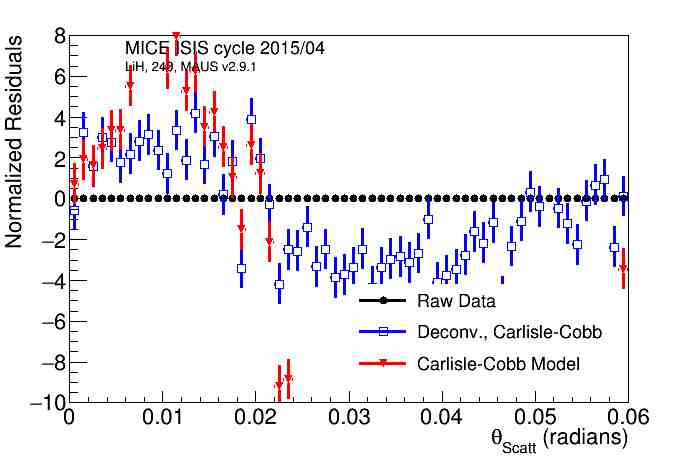 MICE ISIS cycle 2015/04
LiH, 240, MAUS v2.9.1
Normalized Residuals
8
6
4
2
0
−2
−4
−6
−8
−10
Raw Data
Deconv., Carlisle-Cobb
Carlisle-Cobb Model
0 0.01 0.02 0.03 0.04 0.05 0.06
θScatt (radians)